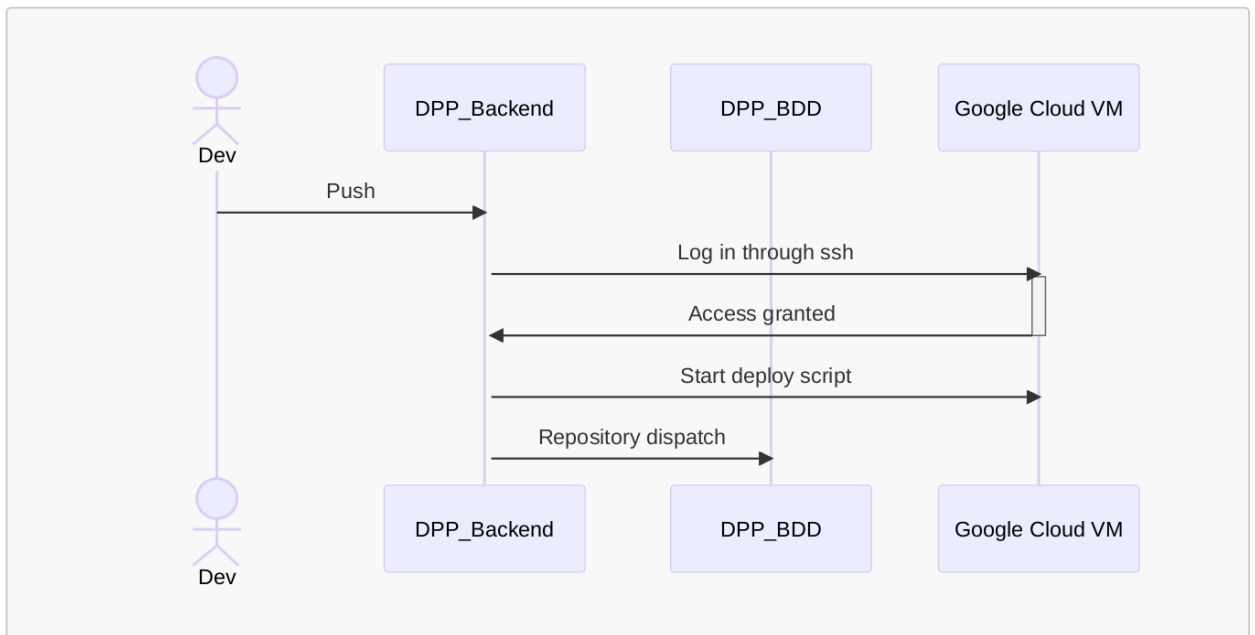 DPP_Backend
DPP_BDD
Google Cloud VM
Dev
Push
Log in through ssh
Access granted
Start deploy script
Repository dispatch
DPP_Backend
DPP_BDD
Google Cloud VM
Dev